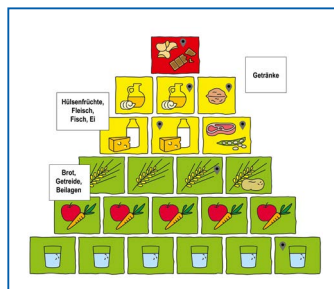 Getränke
Hülsenfrüchte,
Fleisch,
Fisch, Ei
Brot,
Getreide,
Beilagen